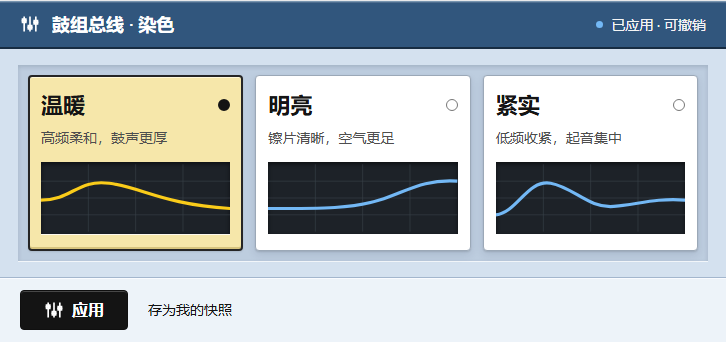 鼓组总线 · 染色
已应用 · 可撤销
温暖
高频柔和，鼓声更厚
明亮
镲片清晰，空气更足
紧实
低频收紧，起音集中
应用
存为我的快照